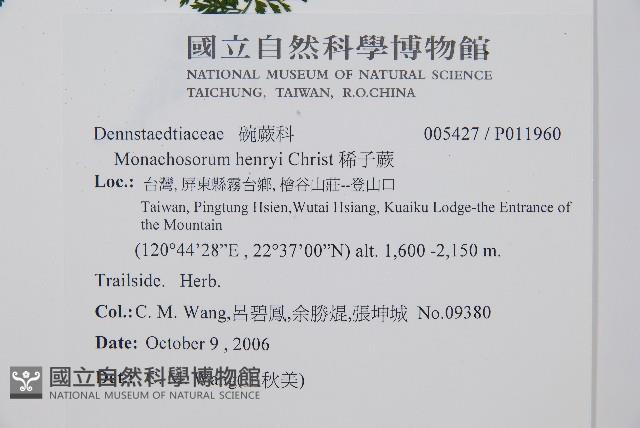 國立自然科學博物館
NATIONAL MUSEUM OF NATURAL SCIENCE
TAICHUNG, TAIWAN, R.O.CHINA
Dennstaedtiaceae 碗蕨科 005427 / P011960
Monachosorum henryi Christ 稀子蕨
Loc.: 台灣, 屏東縣霧台鄉, 檜谷山莊--登山口
Taiwan, Pingtung Hsien,Wutai Hsiang, Kuaiku Lodge-the Entrance of
the Mountain
(120°44’28”E , 22°37’00”N) alt. 1,600 -2,150 m.
Trailside. Herb.
Col.:C. M. Wang,呂碧鳳,余勝焜,張坤城 No.09380
Date: October 9 , 2006
秋美)
國立自然科學博物館
NATIONAL MUSEUM OF NATURAL SCIENCE